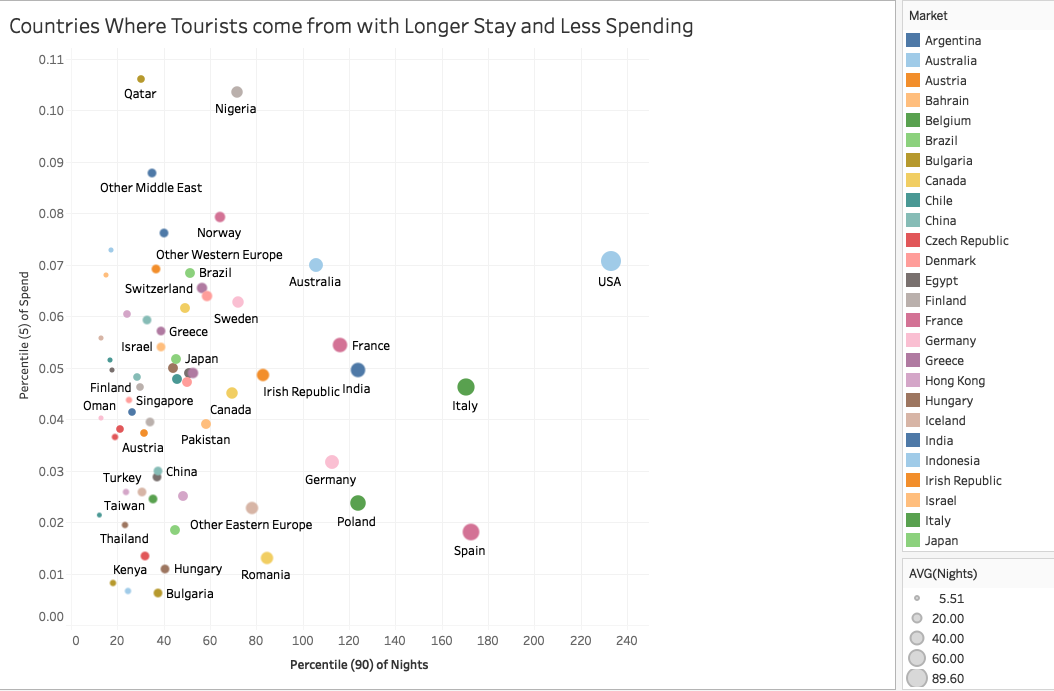 Countries Where Tourists come from with Longer Stay and Less Spending
0.11
Qatar
0.10
Nigeria
0.09
Other Middle East
0.08
Norway
Other Western Europe
0.07
Brazil
Australia
USA
Switzerland
0.06
Sweden
Greece
Israel
France
Japan
0.05
Finland
Irish Republic
India
Oman
Singapore
Canada
Italy
0.04
Pakistan
Austria
0.03
China
Turkey
Germany
Taiwan
0.02
Other Eastern Europe
Poland
Thailand
Spain
0.01
Kenya
Hungary
Romania
Bulgaria
0.00
Percentile (5) of Spend
0 20 40 60 80 100 120 140 160 180 200 220 240
Percentile (90) of Nights
Market
Argentina
Australia
Austria
Bahrain
Belgium
Brazil
Bulgaria
Canada
Chile
China
Czech Republic
Denmark
Egypt
Finland
France
Germany
Greece
Hong Kong
Hungary
Iceland
India
Indonesia
Irish Republic
Israel
Italy
Japan
AVG(Nights)
5.51
20.00
40.00
60.00
89.60